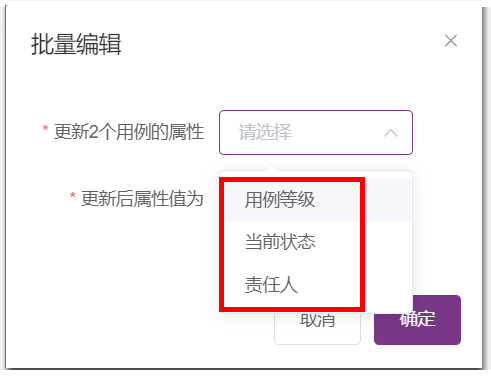 批量编辑
* 更新2个用例的属性
请选择
* 更新后属性值为
用例等级
当前状态
责任人
取消
确定